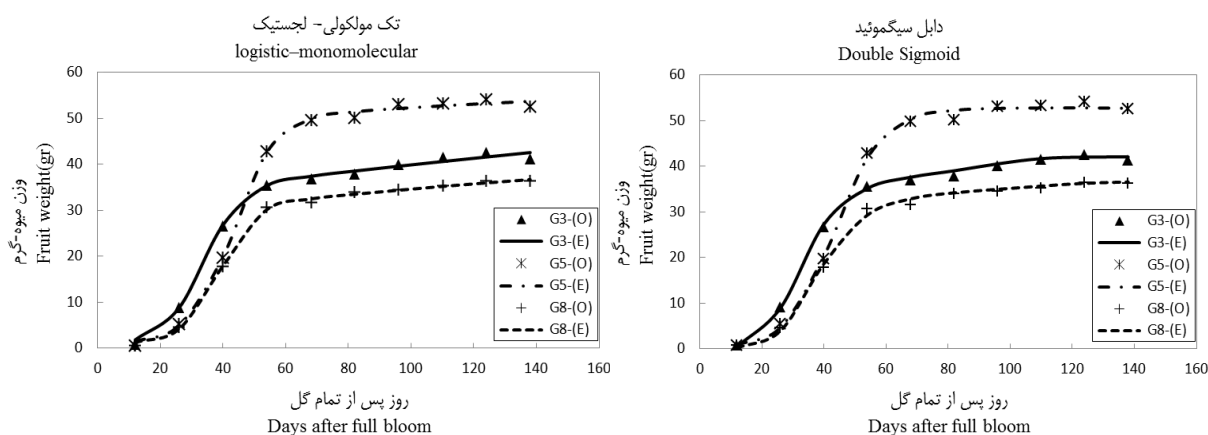 تک مولکولی- لجستیک
logistic–monomolecular
60
50
40
30
20
10
0
وزن میوه-گرم
Fruit weight(gr)
G3-(O)
G3-(E)
G5-(O)
G5-(E)
G8-(O)
G8-(E)
0 20 40 60 80 100 120 140 160
روز پس از تمام گل
Days after full bloom
دابل سیگموئید
Double Sigmoid
60
50
40
30
20
10
0
وزن میوه-گرم
Fruit weight(gr)
G3-(O)
G3-(E)
G5-(O)
G5-(E)
G8-(O)
G8-(E)
0 20 40 60 80 100 120 140 160
روز پس از تمام گل
Days after full bloom